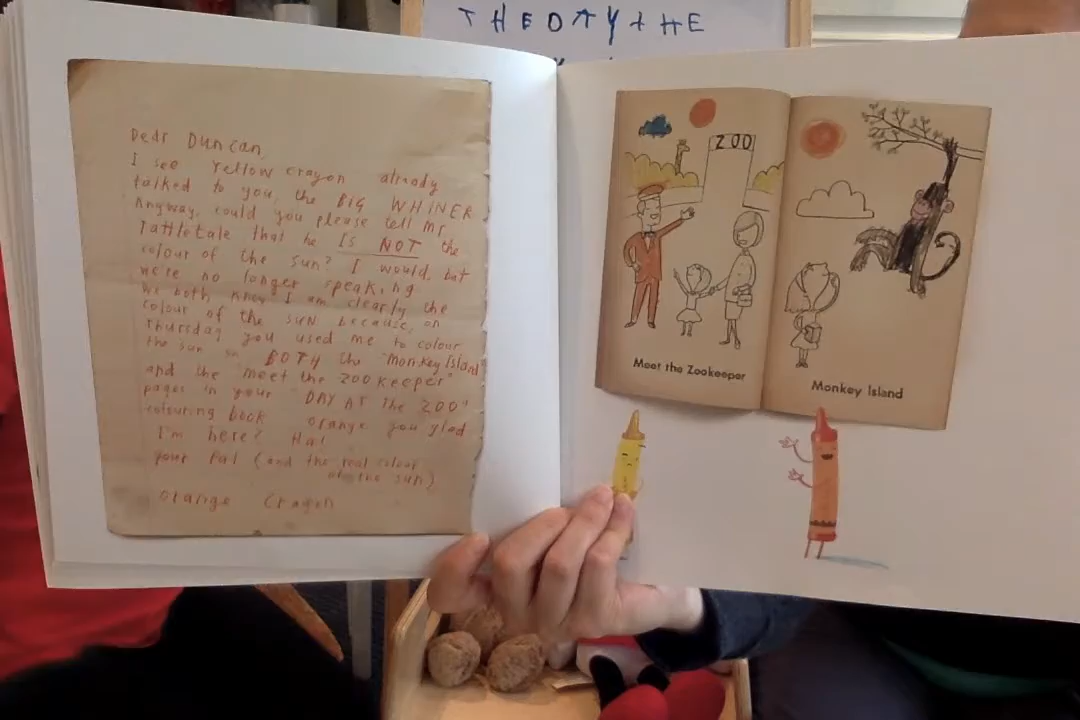 THEDAYTHE
Dear Duncan,
I see Yellow crayon already
talked to you, the BIG WHINER
Anyway, could you please tell Mr
Tattletale that he IS NOT the
colour of the sun? I would, but
we're no longer speaking
We both know I am clearly the
colour of the sun because, on
Thursday you used me to colour
the sun on BOTH the "Monkey Island"
and the "meet the zoo keeper"
pages in your "DAY AT the ZOO"
colouring book orange you glad
I'm here? Ha!
your Pal (and the real colour
of the sun)
orange Crayon
ZOO
Meet the Zookeeper
Monkey Island